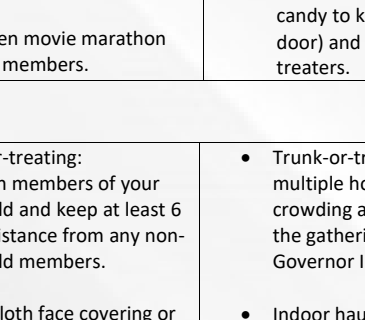 candy to k
en movie marathon
door) and
members.
treaters.
-treating:
members of your
ld and keep at least 6
istance from any non-
ld members.
loth face covering or
• Trunk-or-tr
multiple ho
crowding a
the gatheri
Governor I
• Indoor hau